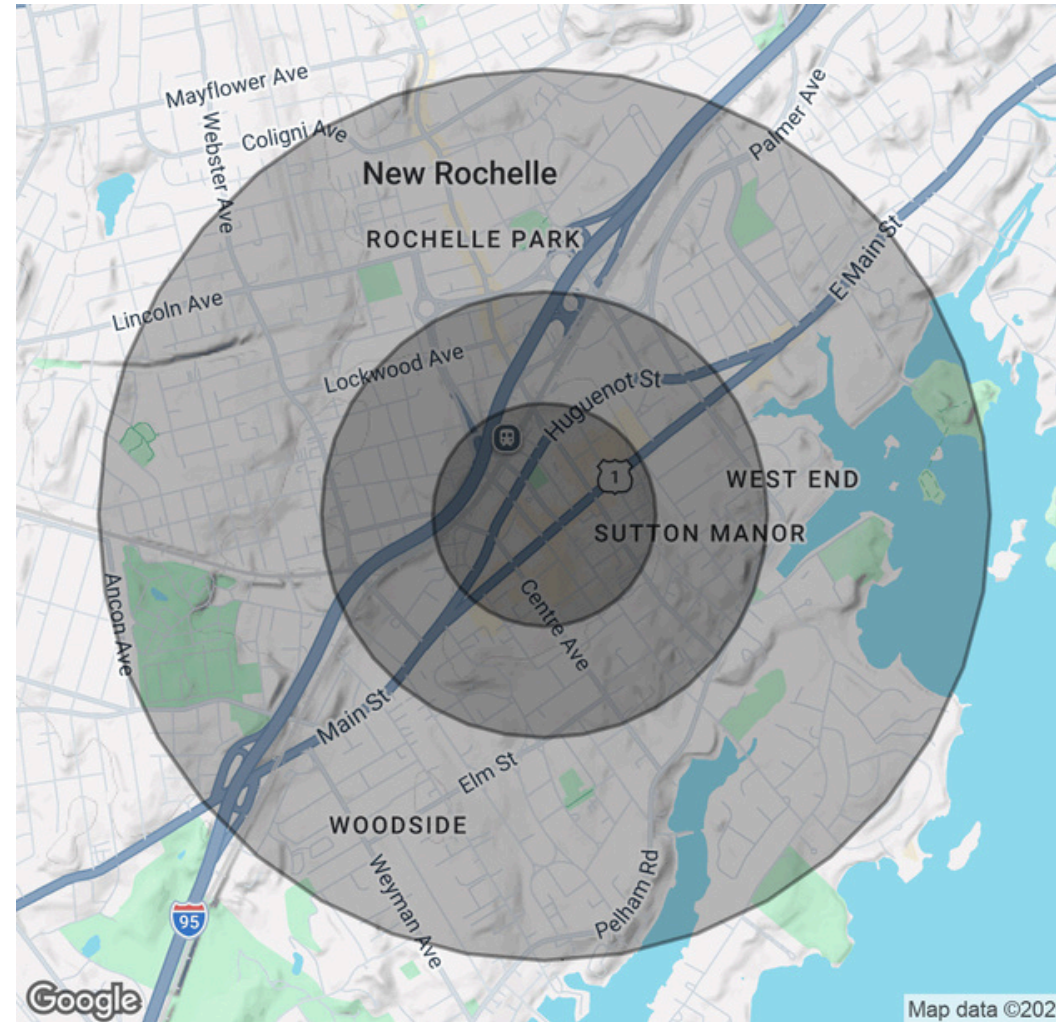 Mayflower Ave
Coligni Ave
Webster Ave
Palmer Ave
New Rochelle
ROCHELLE PARK
E Main St
Lincoln Ave
Lockwood Ave
Huguenot St
1
WEST END
SUTTON MANOR
Ancon Ave
Centre Ave
Main St
Elm St
WOODSIDE
Weyman Ave
Pelham Rd
95
Google
Map data ©202